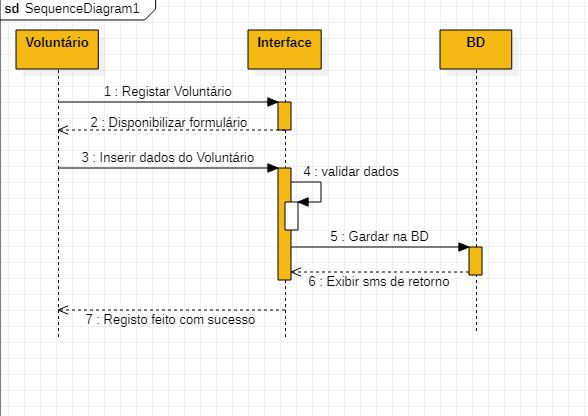 sd SequenceDiagram1
Voluntário
Interface
BD
1 : Registar Voluntário
2 : Disponibilizar formulário
3 : Inserir dados do Voluntário
4 : validar dados
5 : Gardar na BD
6 : Exibir sms de retorno
7 : Registo feito com sucesso